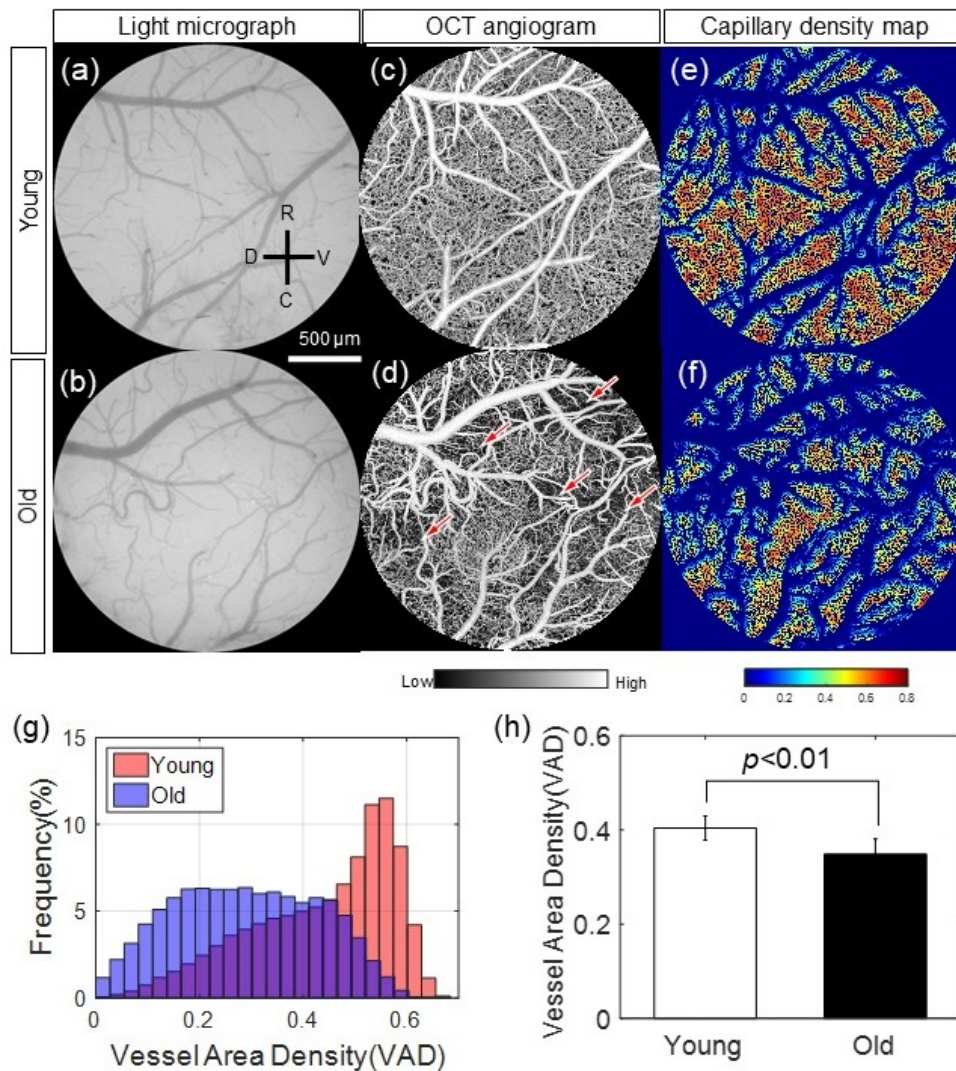 Light micrograph
OCT angiogram
Capillary density map
Young
(a)
(c)
(e)
R
D
V
C
500 µm
Old
(b)
(d)
(f)
Low
High
0
0.2
0.4
0.6
0.8
(g)
15
10
5
0
Frequency(%)
Young
Old
0
0.2
0.4
0.6
Vessel Area Density(VAD)
(h)
0.6
0.4
0.2
0
Vessel Area Density(VAD)
p<0.01
Young
Old